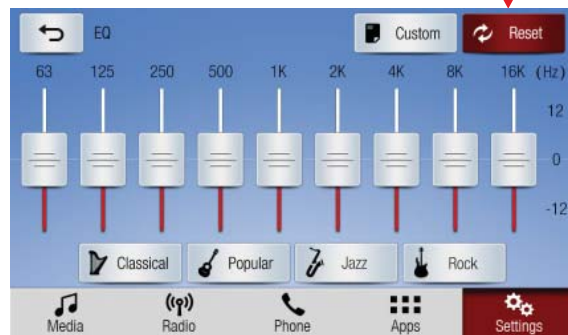 EQ Custom Reset
63 125 250 500 1K 2K 4K 8K 16K (Hz)
12
0
-12
Classical Popular Jazz Rock
Media Radio Phone Apps Settings